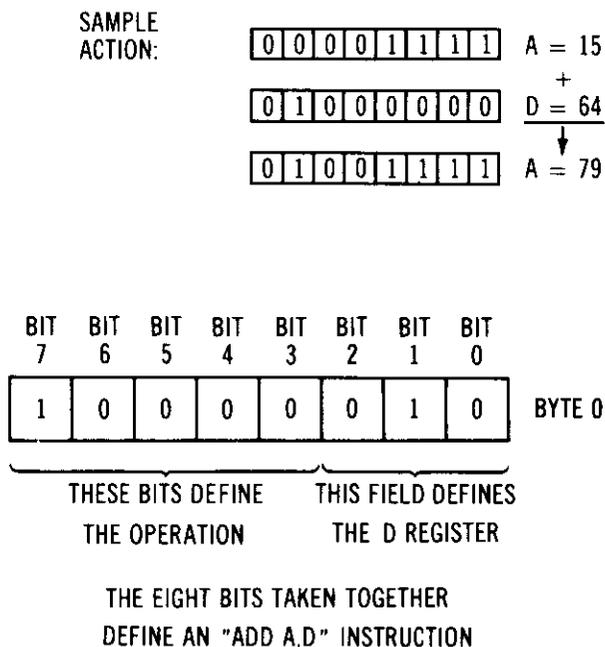 SAMPLE
ACTION:
0 0 0 0 1 1 1 1 A = 15
+
0 1 0 0 0 0 0 0 D = 64
0 1 0 0 1 1 1 1 A = 79
BIT BIT BIT BIT BIT BIT BIT BIT
7 6 5 4 3 2 1 0
1 0 0 0 0 0 1 0 BYTE 0
THESE BITS DEFINE THIS FIELD DEFINES
THE OPERATION THE D REGISTER
THE EIGHT BITS TAKEN TOGETHER
DEFINE AN "ADD A,D" INSTRUCTION